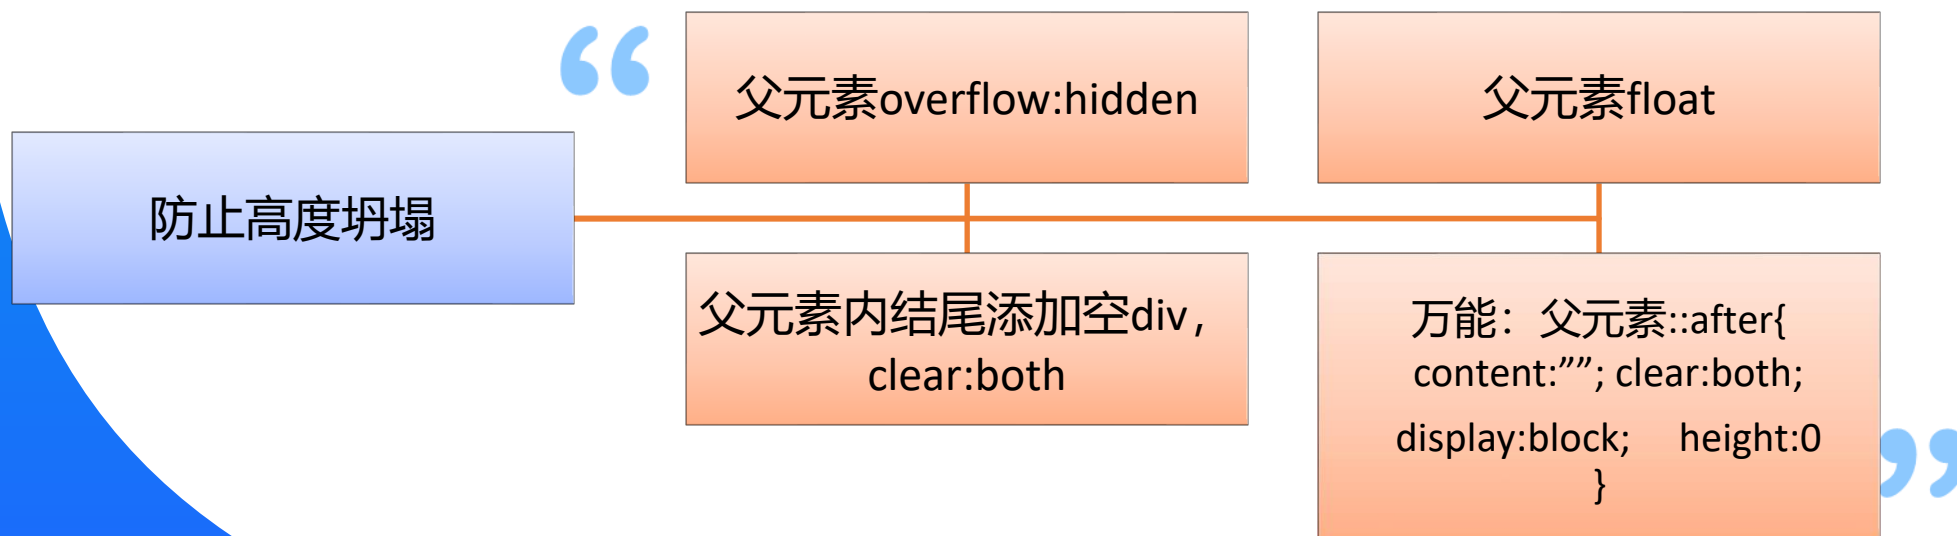 “
父元素overflow:hidden
父元素float
防止高度坍塌
父元素内结尾添加空div，
clear:both
万能：父元素::after{
content:””; clear:both;
display:block; height:0
}
”